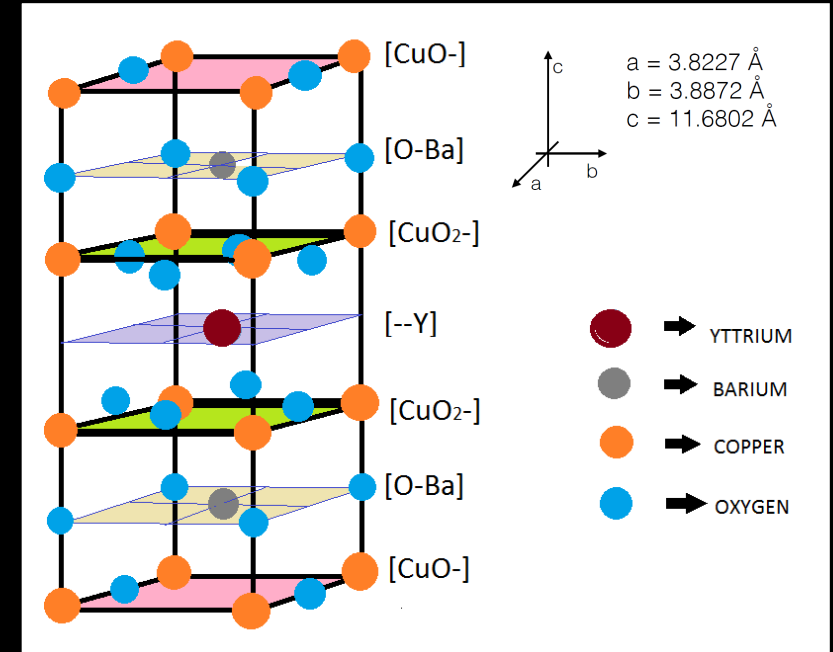 [CuO-]
[O-Ba]
[CuO₂-]
[--Y]
[CuO₂-]
[O-Ba]
[CuO-]
c
b
a
a = 3.8227 Å
b = 3.8872 Å
c = 11.6802 Å
YTTRIUM
BARIUM
COPPER
OXYGEN